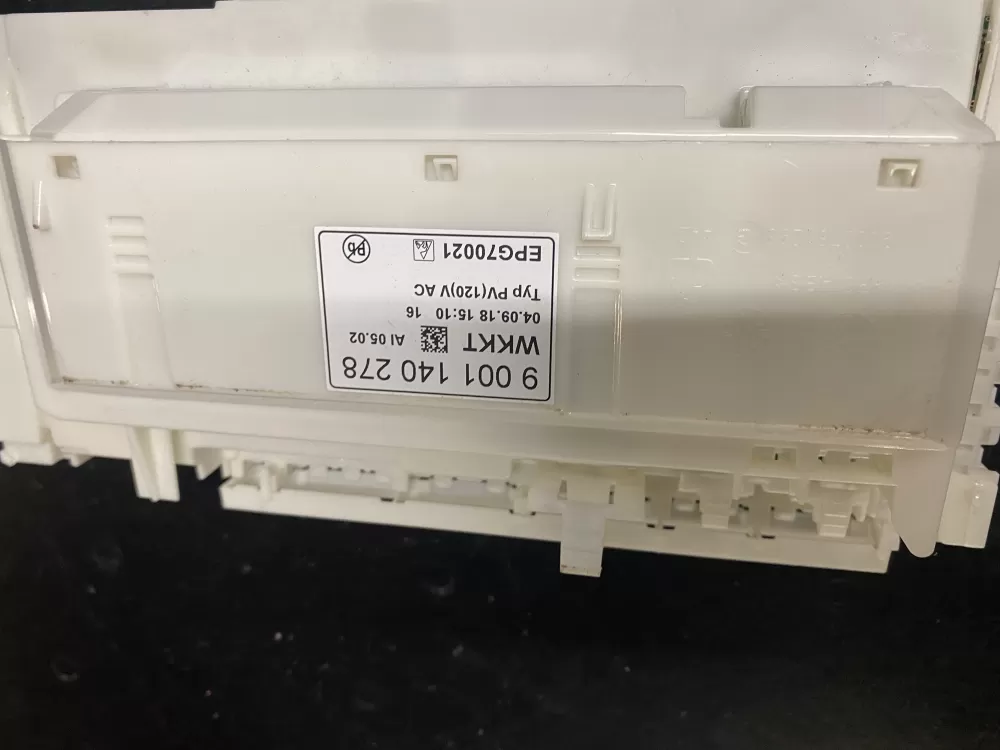 9 001 140 278
WKKT AI 05.02
04.09.18 15:10 16
Typ PV(120)V AC
EPG70021
Pb